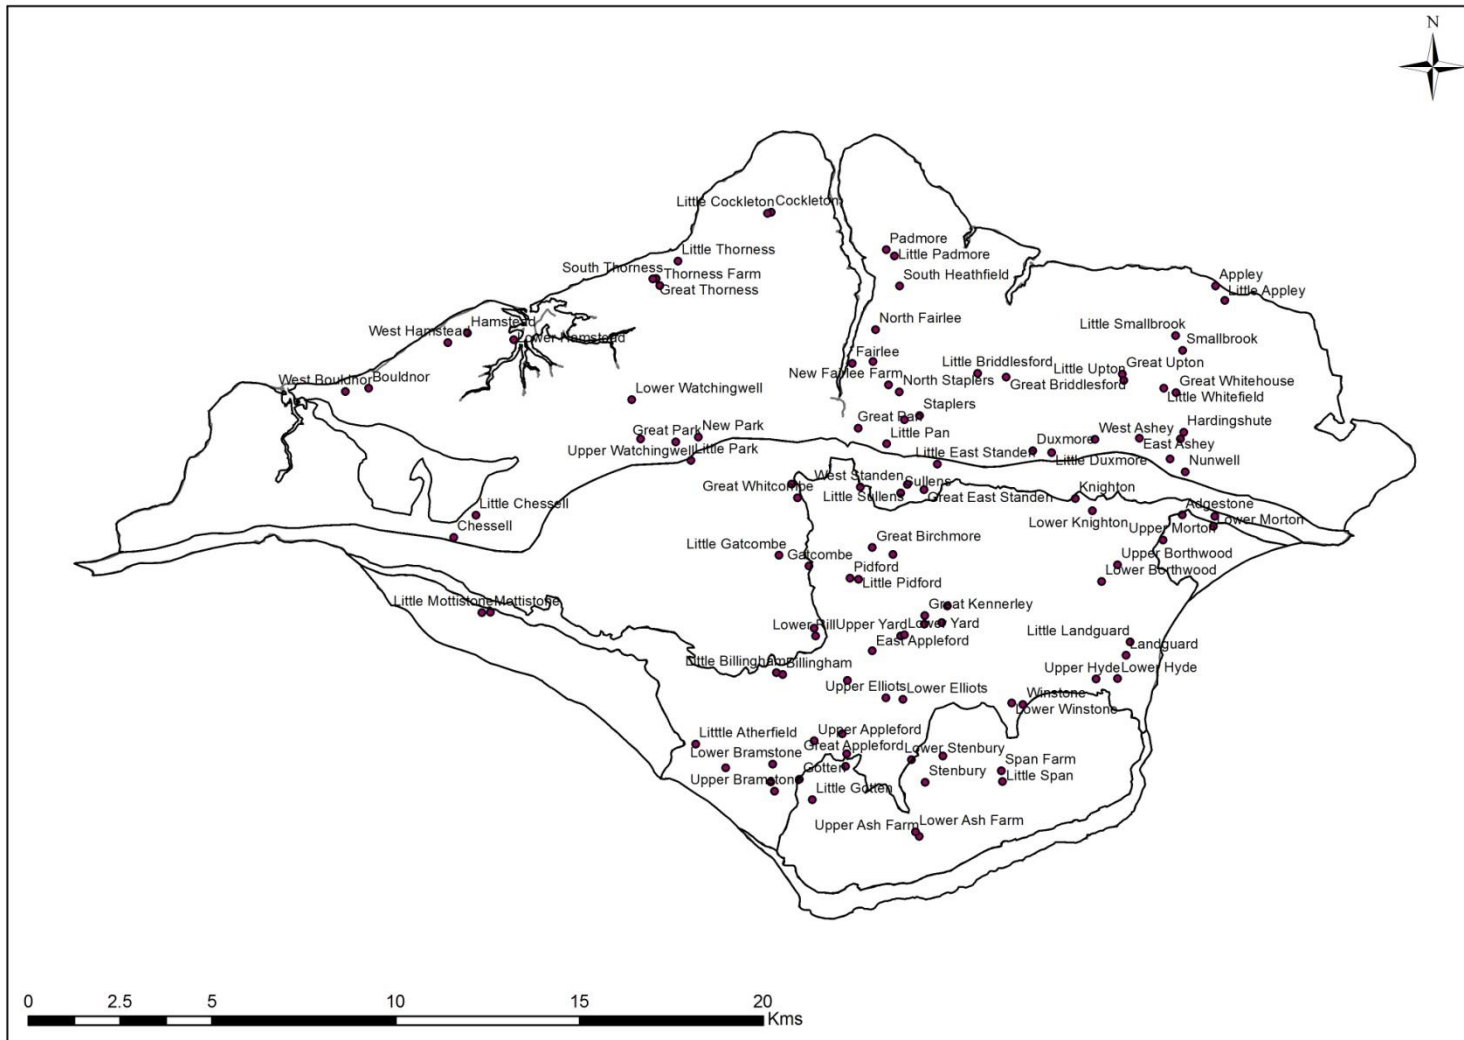 N
Little Cockleton
Cockleton
Padmore
Little Padmore
Little Thorness
South Thorness
Thorness Farm
Great Thorness
South Heathfield
Appley
Little Appley
Hamstead
West Hamstead
Lower Hamstead
North Fairlee
Little Smallbrook
Smallbrook
Fairlee
New Fairlee Farm
Little Briddlesford
Great Briddlesford
Little Upton
Great Upton
West Bouldnor
Bouldnor
North Staplers
Great Whitehouse
Little Whitefield
Lower Watchingwell
Staplers
Great Pan
Little Pan
West Ashey
Hardingshute
East Ashey
Great Park
New Park
Upper Watchingwell
Little Park
Duxmore
Little Duxmore
Little East Standen
Nunwell
Great Whitcombe
West Standen
Sullens
Little Sullens
Great East Standen
Knighton
Lower Knighton
Adgestone
Lower Morton
Upper Morton
Little Chessell
Chessell
Great Birchmore
Little Gatcombe
Gatcombe
Upper Borthwood
Lower Borthwood
Pidford
Little Pidford
Little Mottistone
Mottistone
Great Kennerley
Lower Rill
Upper Yard
Lower Yard
East Appleford
Little Landguard
Landguard
Little Billingham
Billingham
Upper Hyde
Lower Hyde
Upper Elliots
Lower Elliots
Winstone
Lower Winstone
Litttle Atherfield
Upper Appleford
Great Appleford
Lower Bramstone
Lower Stenbury
Gotten
Stenbury
Span Farm
Little Span
Upper Bramstone
Little Gotten
Upper Ash Farm
Lower Ash Farm
0 2.5 5 10 15 20
Kms